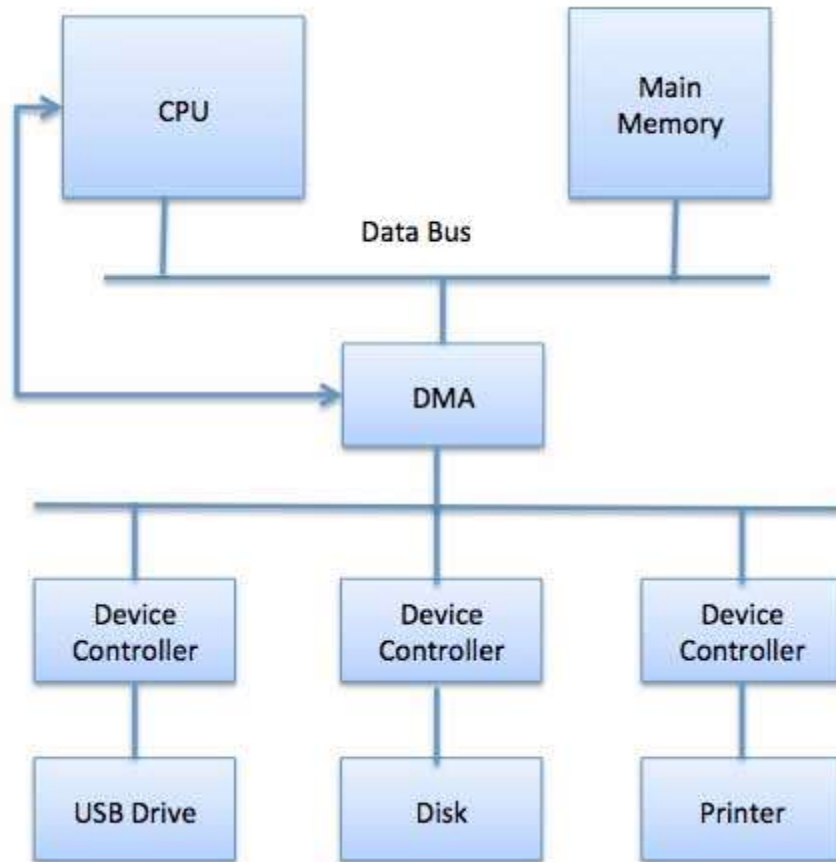 CPU
Main
Memory
Data Bus
DMA
Device
Controller
Device
Controller
Device
Controller
USB Drive
Disk
Printer